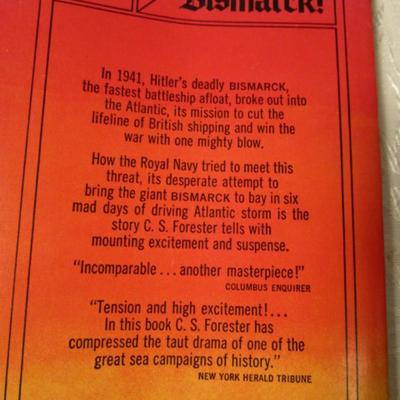 Bismarck!
In 1941, Hitler's deadly BISMARCK,
the fastest battleship afloat, broke out into
the Atlantic, its mission to cut the
lifeline of British shipping and win the
war with one mighty blow.
How the Royal Navy tried to meet this
threat, its desperate attempt to
bring the giant BISMARCK to bay in six
mad days of driving Atlantic storm is the
story C. S. Forester tells with
mounting excitement and suspense.
"Incomparable . . . another masterpiece!"
COLUMBUS ENQUIRER
"Tension and high excitement! . . .
In this book C. S. Forester has
compressed the taut drama of one of the
great sea campaigns of history."
NEW YORK HERALD TRIBUNE